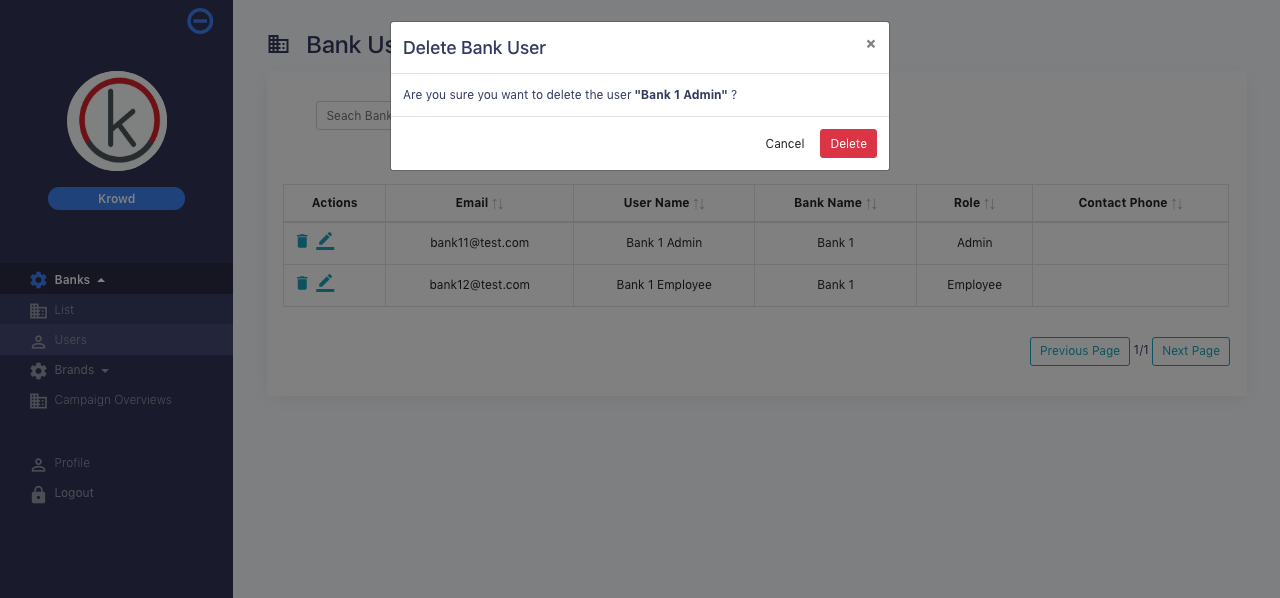 Krowd
Banks
List
Users
Brands
Campaign Overviews
Profile
Logout
Bank Us
Delete Bank User ×
Are you sure you want to delete the user "Bank 1 Admin" ?
Cancel Delete
Seach Bank
Actions Email User Name Bank Name Role Contact Phone
bank11@test.com Bank 1 Admin Bank 1 Admin
bank12@test.com Bank 1 Employee Bank 1 Employee
Previous Page 1/1 Next Page